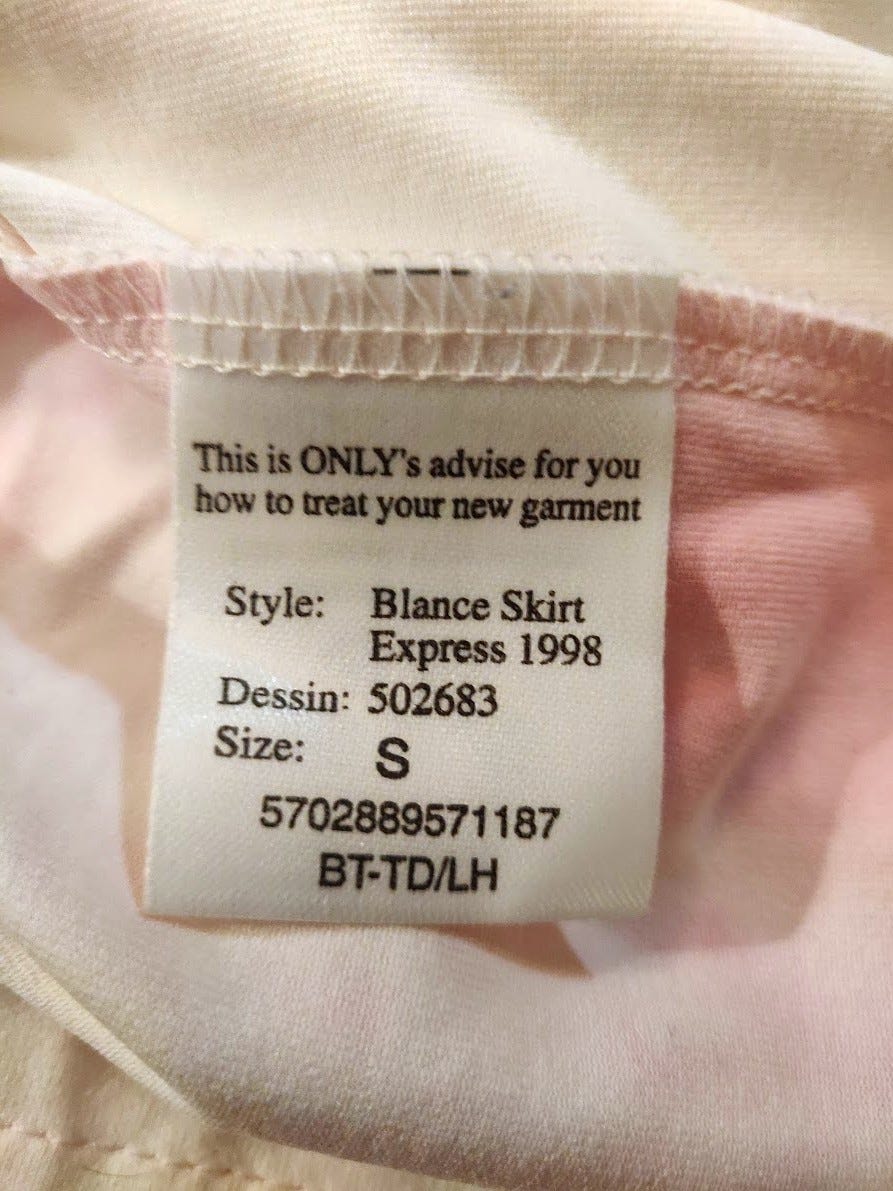 This is ONLY's advise for you
how to treat your new garment
Style: Blance Skirt
Express 1998
Dessin: 502683
Size: S
5702889571187
BT-TD/LH